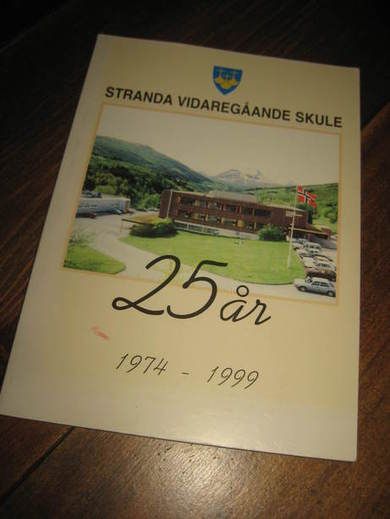 STRANDA VIDAREGÅANDE SKULE
25 år
1974 - 1999